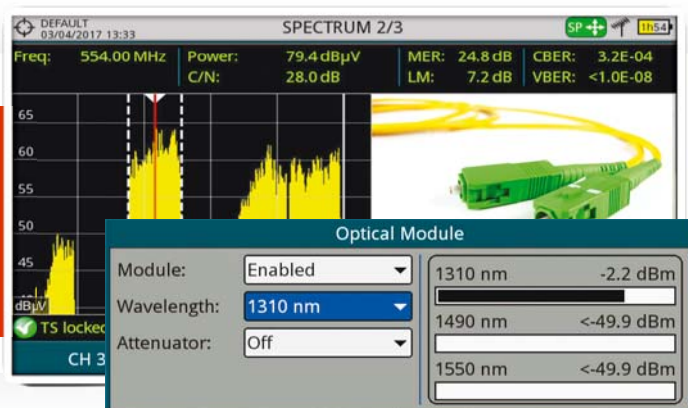 DEFAULT
03/04/2017 13:33
SPECTRUM 2/3
SP
1h54
Freq: 554.00 MHz
Power: 79.4 dBµV
MER: 24.8 dB
CBER: 3.2E-04
C/N: 28.0 dB
LM: 7.2 dB
VBER: <1.0E-08
65
60
55
50
45
dBµV
TS locked
CH 3
Optical Module
Module: Enabled
Wavelength: 1310 nm
Attenuator: Off
1310 nm -2.2 dBm
1490 nm <-49.9 dBm
1550 nm <-49.9 dBm